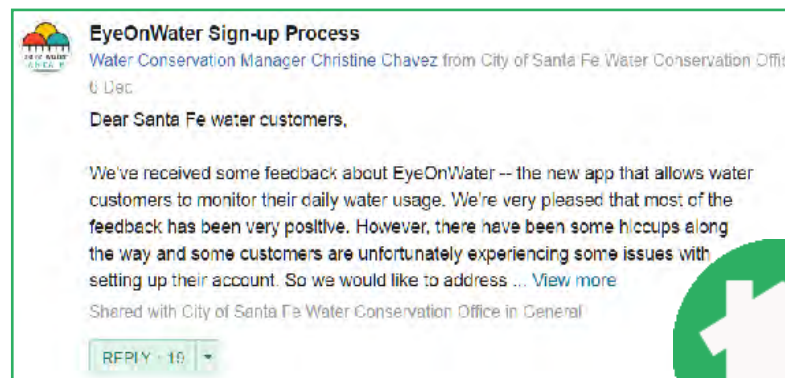 EyeOnWater Sign-up Process
Water Conservation Manager Christine Chavez from City of Santa Fe Water Conservation Offi
6 Dec
Dear Santa Fe water customers,
We've received some feedback about EyeOnWater -- the new app that allows water
customers to monitor their daily water usage. We're very pleased that most of the
feedback has been very positive. However, there have been some hiccups along
the way and some customers are unfortunately experiencing some issues with
setting up their account. So we would like to address ... View more
Shared with City of Santa Fe Water Conservation Office in General
REPLY · 19